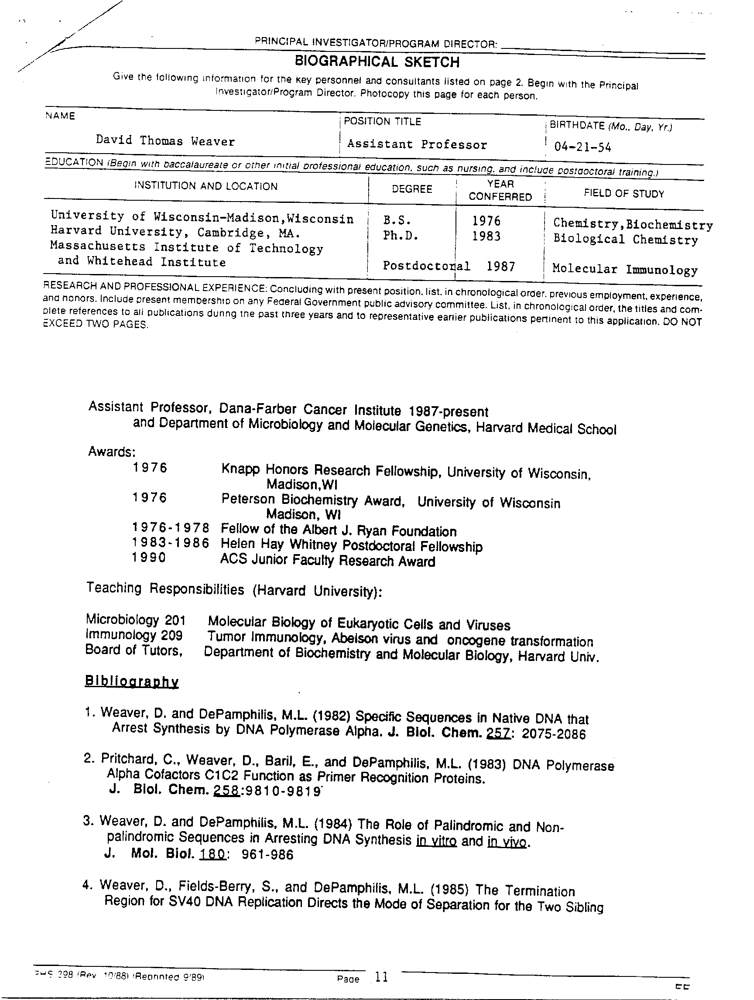 PRINCIPAL INVESTIGATOR/PROGRAM DIRECTOR:
BIOGRAPHICAL SKETCH
Give the following information for the key personnel and consultants listed on page 2. Begin with the Principal
Investigator/Program Director. Photocopy this page for each person.
NAME POSITION TITLE BIRTHDATE (Mo., Day, Yr.)
David Thomas Weaver Assistant Professor 04-21-54
EDUCATION (Begin with baccalaureate or other initial professional education, such as nursing, and include postdoctoral training.)
INSTITUTION AND LOCATION DEGREE YEAR CONFERRED FIELD OF STUDY
University of Wisconsin-Madison,Wisconsin B.S. 1976 Chemistry,Biochemistry
Harvard University, Cambridge, MA. Ph.D. 1983 Biological Chemistry
Massachusetts Institute of Technology
and Whitehead Institute Postdoctoral 1987 Molecular Immunology
RESEARCH AND PROFESSIONAL EXPERIENCE: Concluding with present position, list, in chronological order, previous employment, experience,
and honors. Include present membership on any Federal Government public advisory committee. List, in chronological order, the titles and com-
plete references to all publications during the past three years and to representative earlier publications pertinent to this application. DO NOT
EXCEED TWO PAGES.
Assistant Professor, Dana-Farber Cancer Institute 1987-present
and Department of Microbiology and Molecular Genetics, Harvard Medical School
Awards:
1976 Knapp Honors Research Fellowship, University of Wisconsin,
Madison,WI
1976 Peterson Biochemistry Award, University of Wisconsin
Madison, WI
1976-1978 Fellow of the Albert J. Ryan Foundation
1983-1986 Helen Hay Whitney Postdoctoral Fellowship
1990 ACS Junior Faculty Research Award
Teaching Responsibilities (Harvard University):
Microbiology 201 Molecular Biology of Eukaryotic Cells and Viruses
Immunology 209 Tumor Immunology, Abelson virus and oncogene transformation
Board of Tutors, Department of Biochemistry and Molecular Biology, Harvard Univ.
Bibliography
1. Weaver, D. and DePamphilis, M.L. (1982) Specific Sequences in Native DNA that
Arrest Synthesis by DNA Polymerase Alpha. J. Biol. Chem. 257: 2075-2086
2. Pritchard, C., Weaver, D., Baril, E., and DePamphilis, M.L. (1983) DNA Polymerase
Alpha Cofactors C1C2 Function as Primer Recognition Proteins.
J. Biol. Chem. 258:9810-9819
3. Weaver, D. and DePamphilis, M.L. (1984) The Role of Palindromic and Non-
palindromic Sequences in Arresting DNA Synthesis in vitro and in vivo.
J. Mol. Biol. 180: 961-986
4. Weaver, D., Fields-Berry, S., and DePamphilis, M.L. (1985) The Termination
Region for SV40 DNA Replication Directs the Mode of Separation for the Two Sibling
PHS 398 (Rev. 10/88) (Reprinted 9/89) Page 11